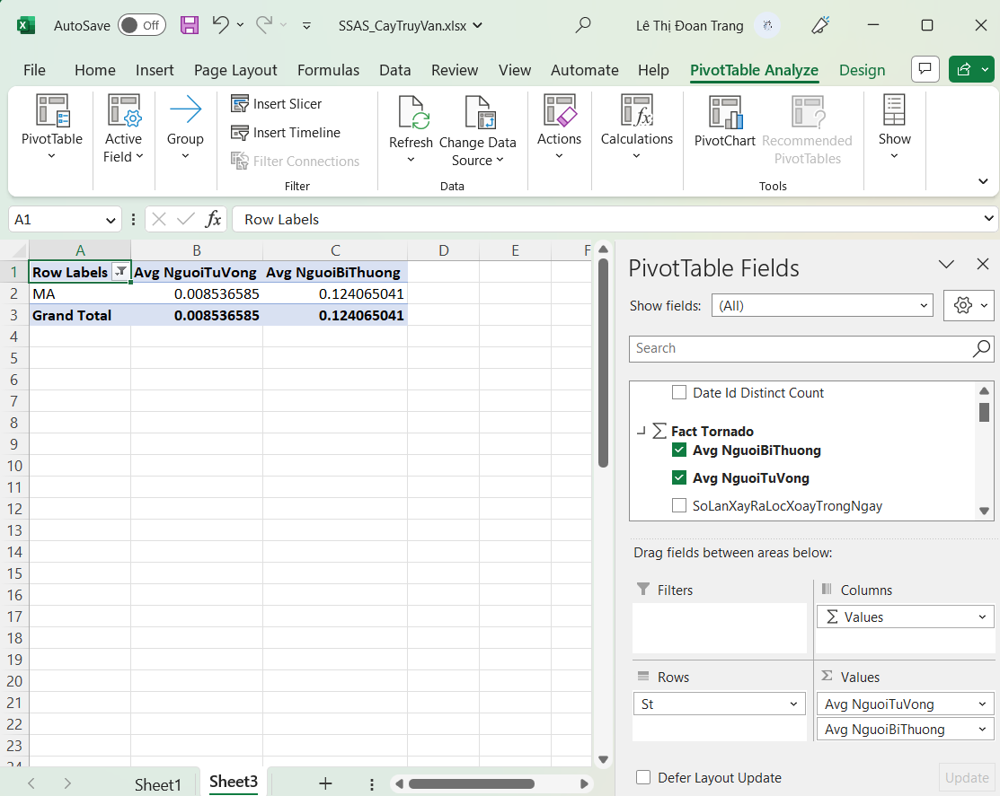 AutoSave Off SSAS_CayTruyVan.xlsx Lê Thị Đoan Trang
File Home Insert Page Layout Formulas Data Review View Automate Help PivotTable Analyze Design
PivotTable
Active Field
Group
Insert Slicer
Insert Timeline
Filter Connections
Filter
Refresh
Change Data Source
Data
Actions
Calculations
PivotChart
Recommended PivotTables
Tools
Show
A1 fx Row Labels
A B C D E F
1 Row Labels Avg NguoiTuVong Avg NguoiBiThuong
2 MA 0.008536585 0.124065041
3 Grand Total 0.008536585 0.124065041
4
5
6
7
8
9
10
11
12
13
14
15
16
17
18
19
20
21
22
23
24
Sheet1 Sheet3
PivotTable Fields
Show fields: (All)
Search
Date Id Distinct Count
Σ Fact Tornado
Avg NguoiBiThuong
Avg NguoiTuVong
SoLanXayRaLocXoayTrongNgay
Drag fields between areas below:
Filters
Columns
Σ Values
Rows
St
Σ Values
Avg NguoiTuVong
Avg NguoiBiThuong
Defer Layout Update Update